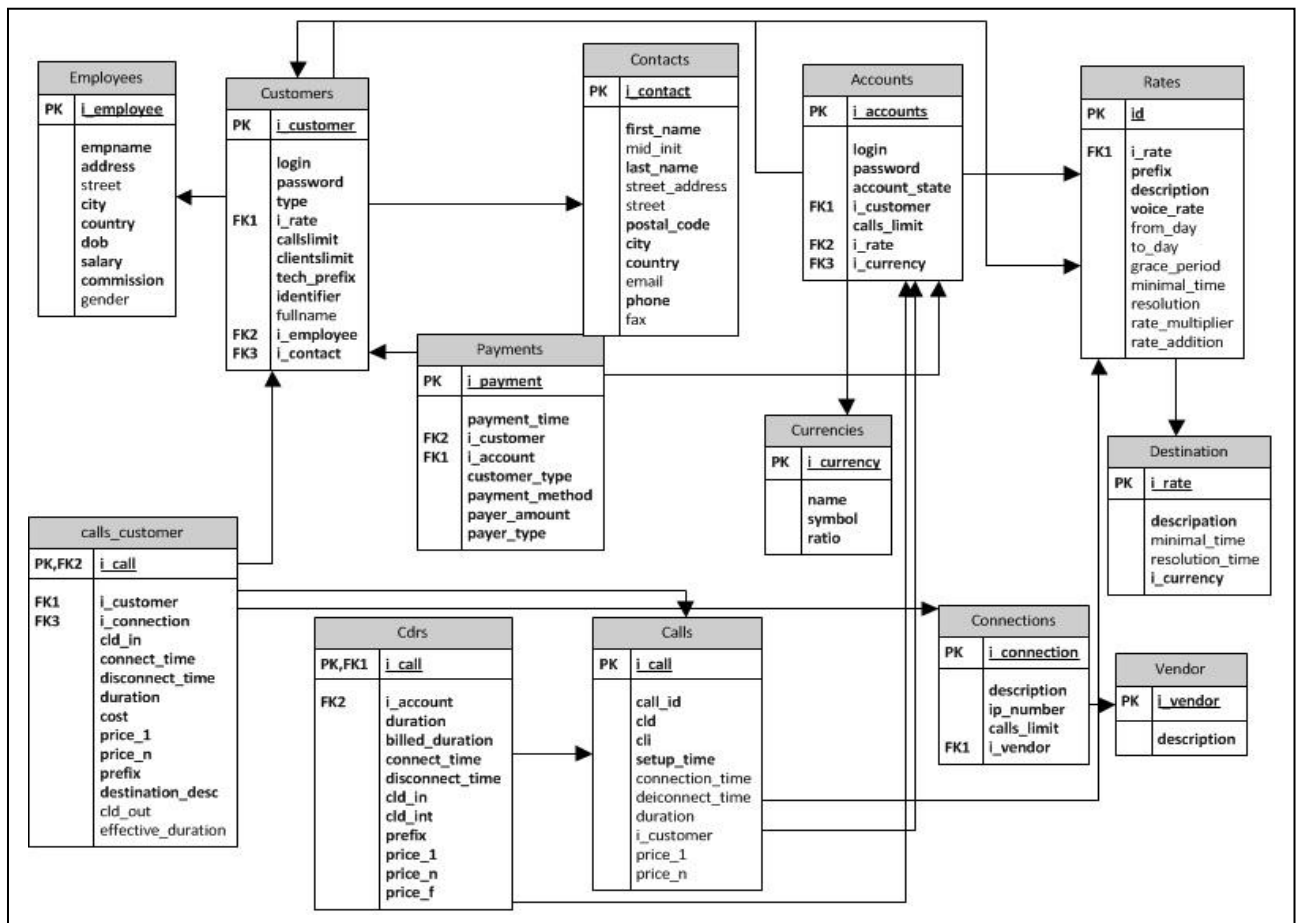 Employees
PK i_employee
empname
address
street
city
country
dob
salary
commission
gender
Customers
PK i_customer
login
password
type
FK1 i_rate
callslimit
clientslimit
tech_prefix
identifier
fullname
FK2 i_employee
FK3 i_contact
Contacts
PK i_contact
first_name
mid_init
last_name
street_address
street
postal_code
city
country
email
phone
fax
Accounts
PK i_accounts
login
password
account_state
FK1 i_customer
calls_limit
FK2 i_rate
FK3 i_currency
Rates
PK id
FK1 i_rate
prefix
description
voice_rate
from_day
to_day
grace_period
minimal_time
resolution
rate_multiplier
rate_addition
Payments
PK i_payment
payment_time
FK2 i_customer
FK1 i_account
customer_type
payment_method
payer_amount
payer_type
Currencies
PK i_currency
name
symbol
ratio
Destination
PK i_rate
descripation
minimal_time
resolution_time
i_currency
calls_customer
PK,FK2 i_call
FK1 i_customer
FK3 i_connection
cld_in
connect_time
disconnect_time
duration
cost
price_1
price_n
prefix
destination_desc
cld_out
effective_duration
Cdrs
PK,FK1 i_call
FK2 i_account
duration
billed_duration
connect_time
disconnect_time
cld_in
cld_int
prefix
price_1
price_n
price_f
Calls
PK i_call
call_id
cld
cli
setup_time
connection_time
deiconnect_time
duration
i_customer
price_1
price_n
Connections
PK i_connection
description
ip_number
calls_limit
FK1 i_vendor
Vendor
PK i_vendor
description